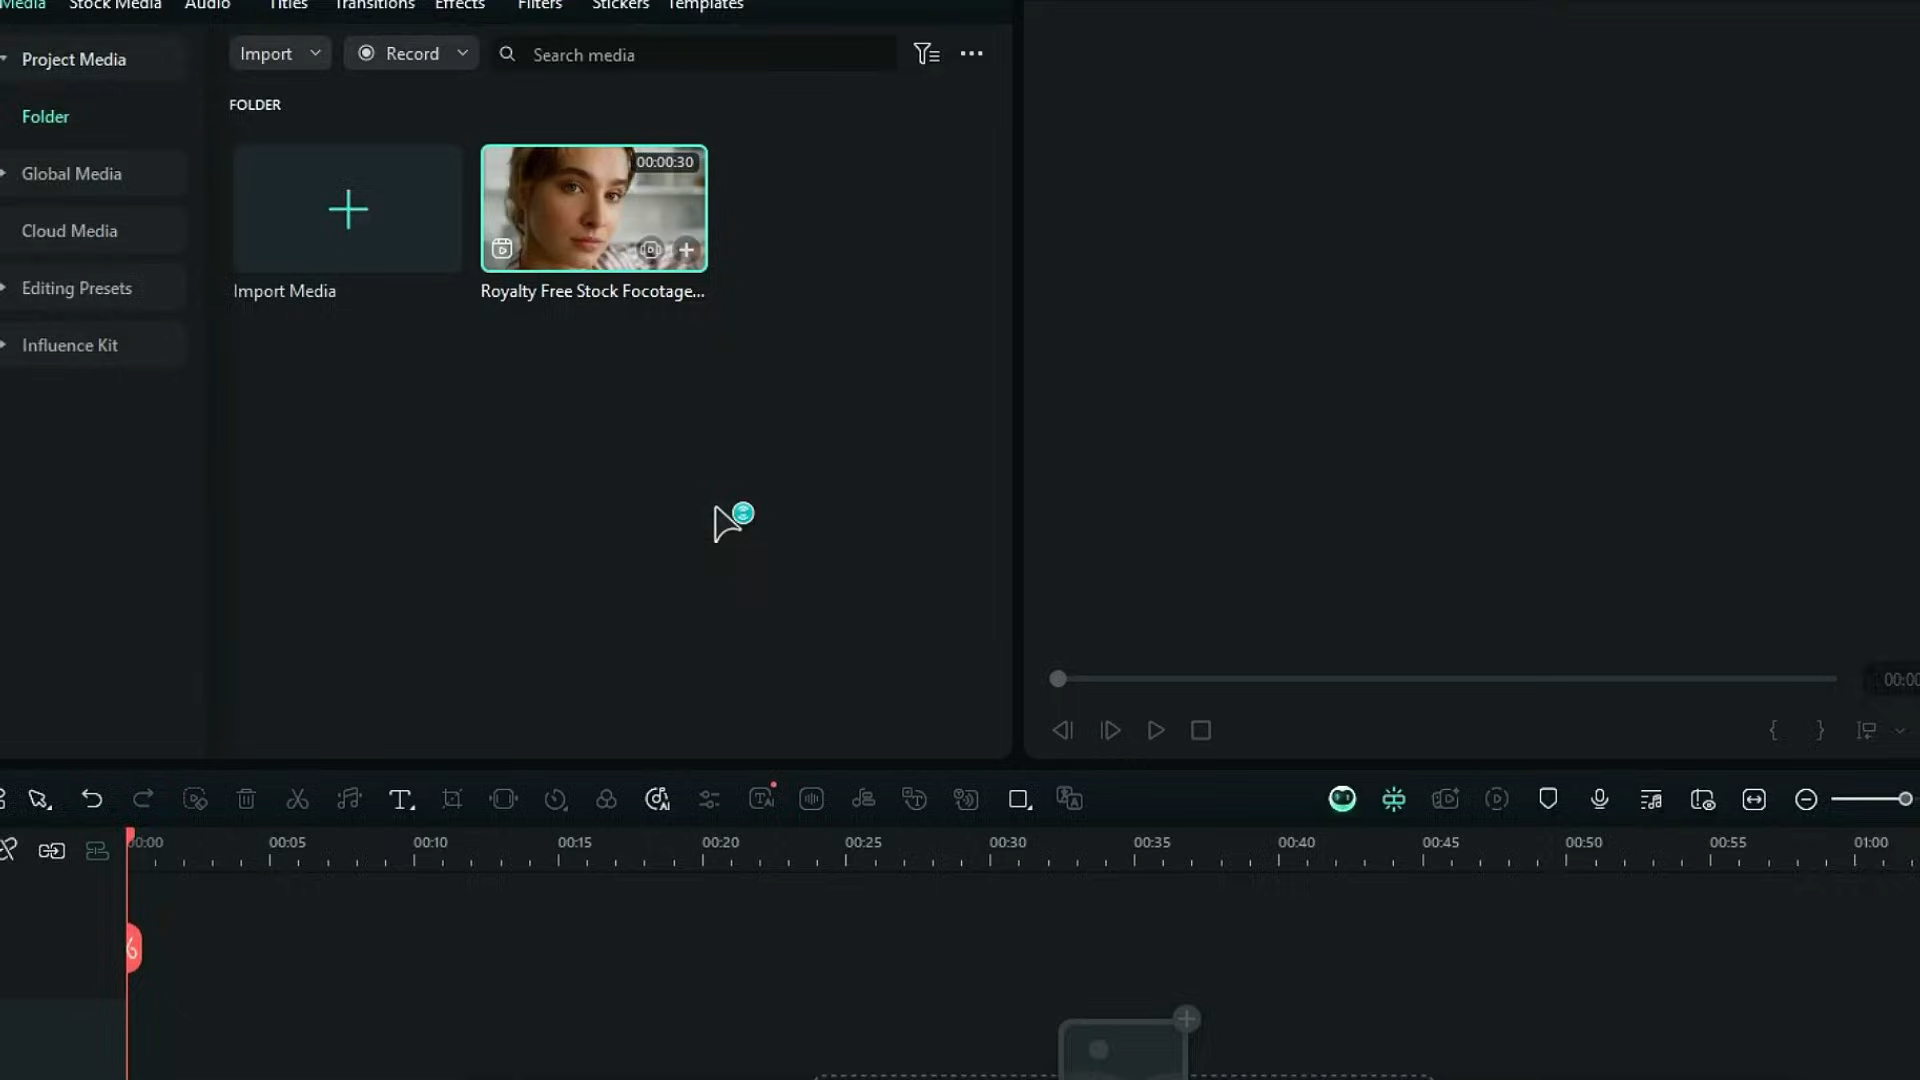 Media Stock Media Audio Titles Transitions Effects Filters Stickers Templates
Project Media
Import Record Search media
FOLDER
Folder
Global Media
Cloud Media
Editing Presets
Influence Kit
00:00:30
Import Media
Royalty Free Stock Focotage...
00:00
00:00 00:05 00:10 00:15 00:20 00:25 00:30 00:35 00:40 00:45 00:50 00:55 01:00